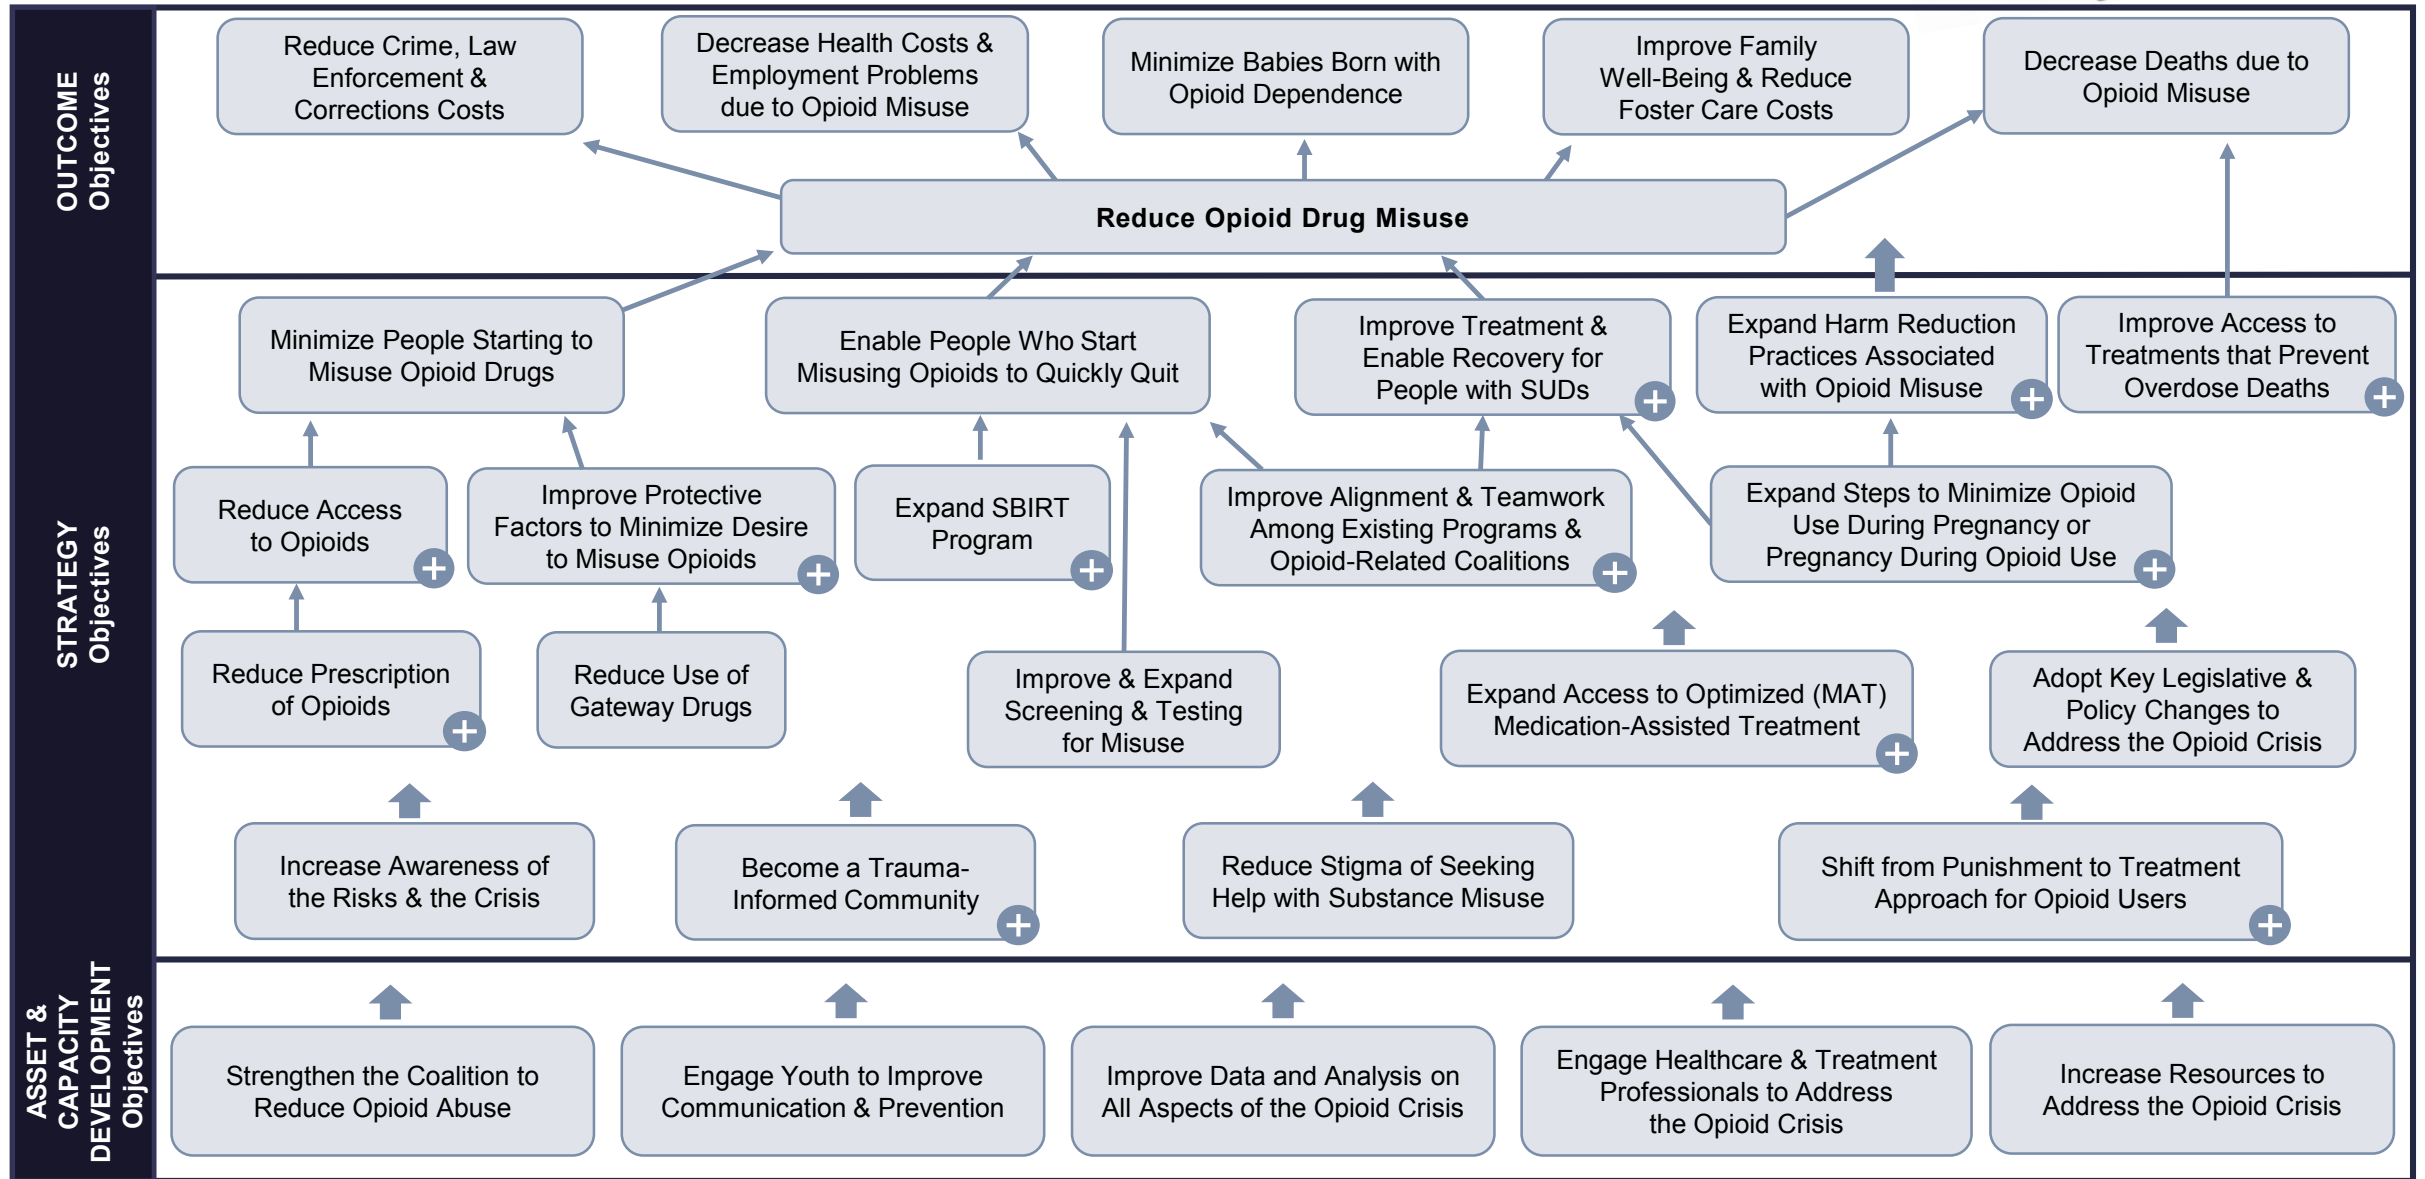 OUTCOME
Objectives
Reduce Crime, Law
Enforcement &
Corrections Costs
Decrease Health Costs &
Employment Problems
due to Opioid Misuse
Minimize Babies Born with
Opioid Dependence
Improve Family
Well-Being & Reduce
Foster Care Costs
Decrease Deaths due to
Opioid Misuse
Reduce Opioid Drug Misuse
STRATEGY
Objectives
Minimize People Starting to
Misuse Opioid Drugs
Enable People Who Start
Misusing Opioids to Quickly Quit
Improve Treatment &
Enable Recovery for
People with SUDs
+
Expand Harm Reduction
Practices Associated
with Opioid Misuse
+
Improve Access to
Treatments that Prevent
Overdose Deaths
+
Reduce Access
to Opioids
+
Improve Protective
Factors to Minimize Desire
to Misuse Opioids
+
Expand SBIRT
Program
+
Improve Alignment & Teamwork
Among Existing Programs &
Opioid-Related Coalitions
+
Expand Steps to Minimize Opioid
Use During Pregnancy or
Pregnancy During Opioid Use
+
Reduce Prescription
of Opioids
+
Reduce Use of
Gateway Drugs
Improve & Expand
Screening & Testing
for Misuse
Expand Access to Optimized (MAT)
Medication-Assisted Treatment
+
Adopt Key Legislative &
Policy Changes to
Address the Opioid Crisis
Increase Awareness of
the Risks & the Crisis
Become a Trauma-
Informed Community
+
Reduce Stigma of Seeking
Help with Substance Misuse
Shift from Punishment to Treatment
Approach for Opioid Users
+
ASSET &
CAPACITY
DEVELOPMENT
Objectives
Strengthen the Coalition to
Reduce Opioid Abuse
Engage Youth to Improve
Communication & Prevention
Improve Data and Analysis on
All Aspects of the Opioid Crisis
Engage Healthcare & Treatment
Professionals to Address
the Opioid Crisis
Increase Resources to
Address the Opioid Crisis